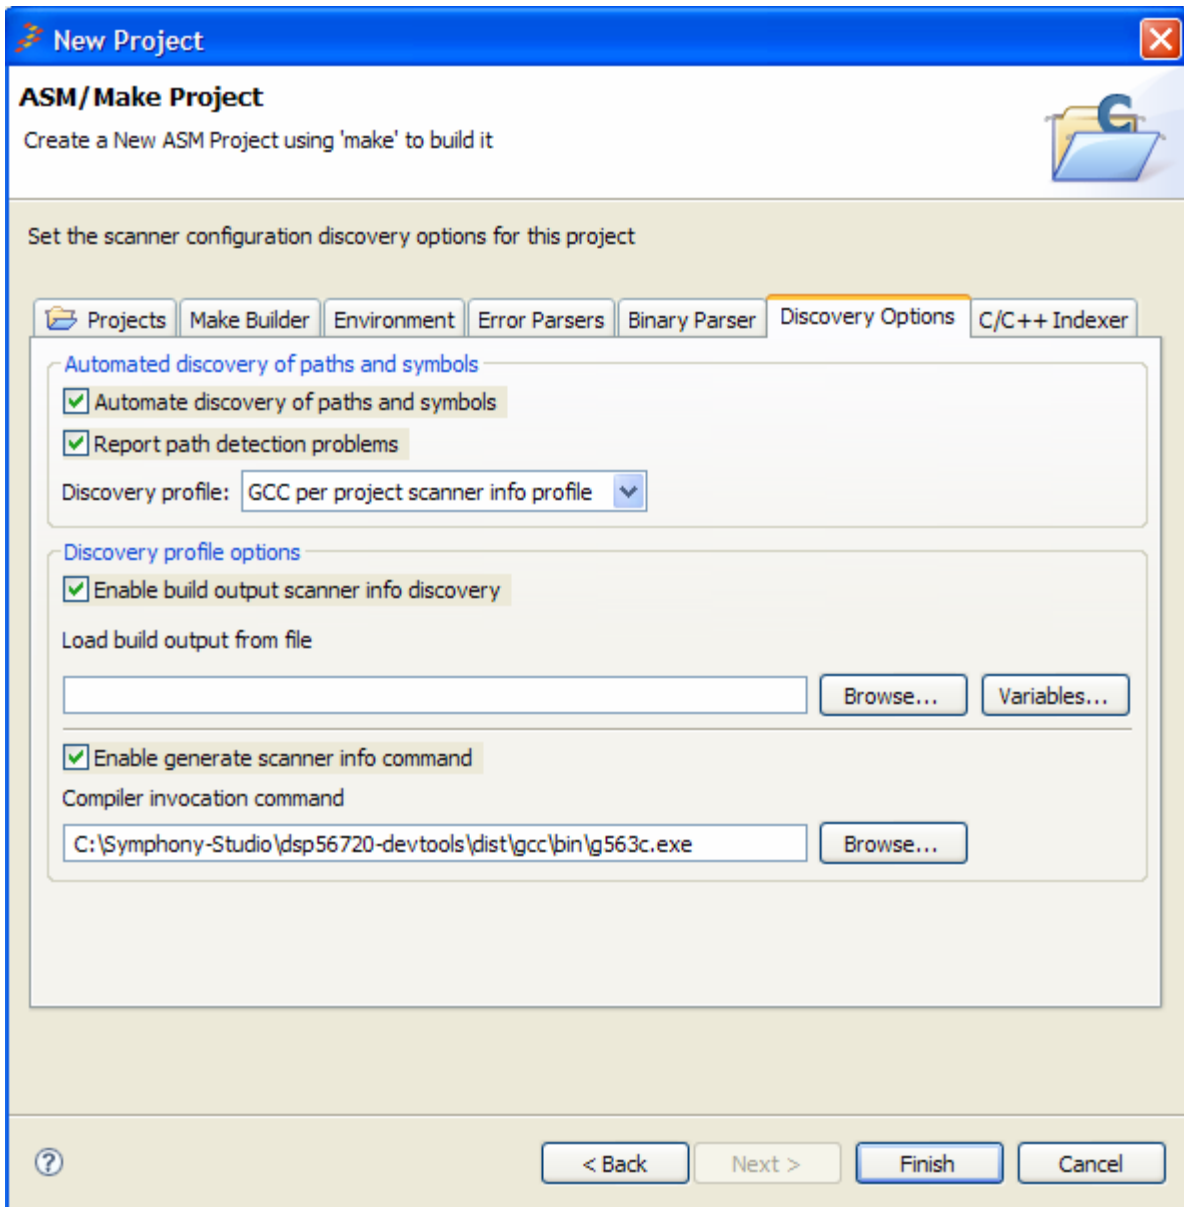 New Project
ASM/Make Project
Create a New ASM Project using 'make' to build it
Set the scanner configuration discovery options for this project
Projects Make Builder Environment Error Parsers Binary Parser Discovery Options C/C++ Indexer
Automated discovery of paths and symbols
Automate discovery of paths and symbols
Report path detection problems
Discovery profile: GCC per project scanner info profile
Discovery profile options
Enable build output scanner info discovery
Load build output from file
Browse... Variables...
Enable generate scanner info command
Compiler invocation command
C:\Symphony-Studio\dsp56720-devtools\dist\gcc\bin\g563c.exe Browse...
? < Back Next > Finish Cancel